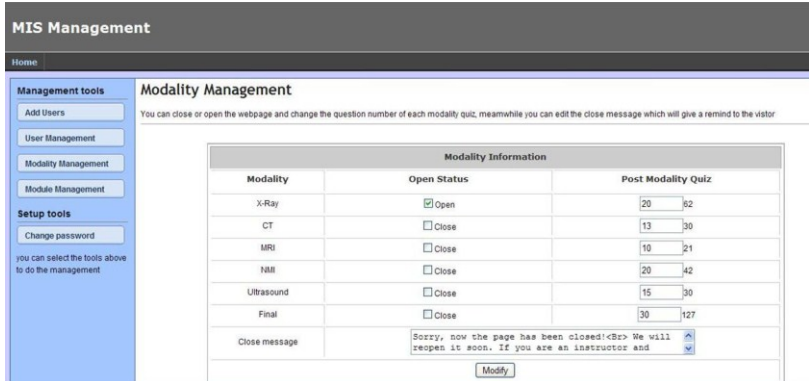 MIS Management
Home
Management tools
Add Users
User Management
Modality Management
Module Management
Setup tools
Change password
you can select the tools above
to do the management
Modality Management
You can close or open the webpage and change the question number of each modality quiz, meamwhile you can edit the close message which will give a remind to the vistor
Modality Information
Modality Open Status Post Modality Quiz
X-Ray Open 20 62
CT Close 13 30
MRI Close 10 21
NMI Close 20 42
Ultrasound Close 15 30
Final Close 30 127
Close message
Sorry, now the page has been closed!<Br> We will
reopen it soon. If you are an instructor and
Modify